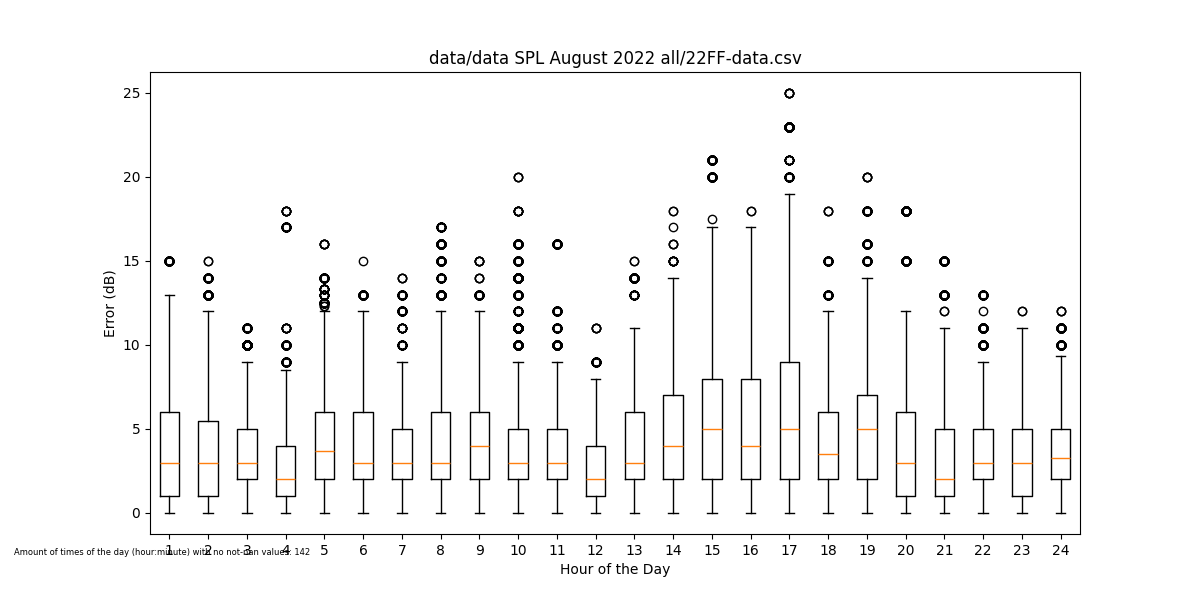 data/data SPL August 2022 all/22FF-data.csv
25
20
15
10
5
0
Error (dB)
1 2 3 4 5 6 7 8 9 10 11 12 13 14 15 16 17 18 19 20 21 22 23 24
Amount of times of the day (hour:minute) with no not-nan values: 142
Hour of the Day